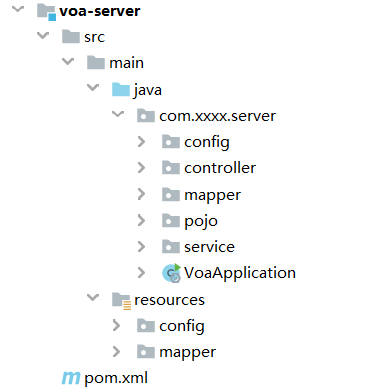 voa-server
src
main
java
com.xxxx.server
config
controller
mapper
pojo
service
VoaApplication
resources
config
mapper
m pom.xml